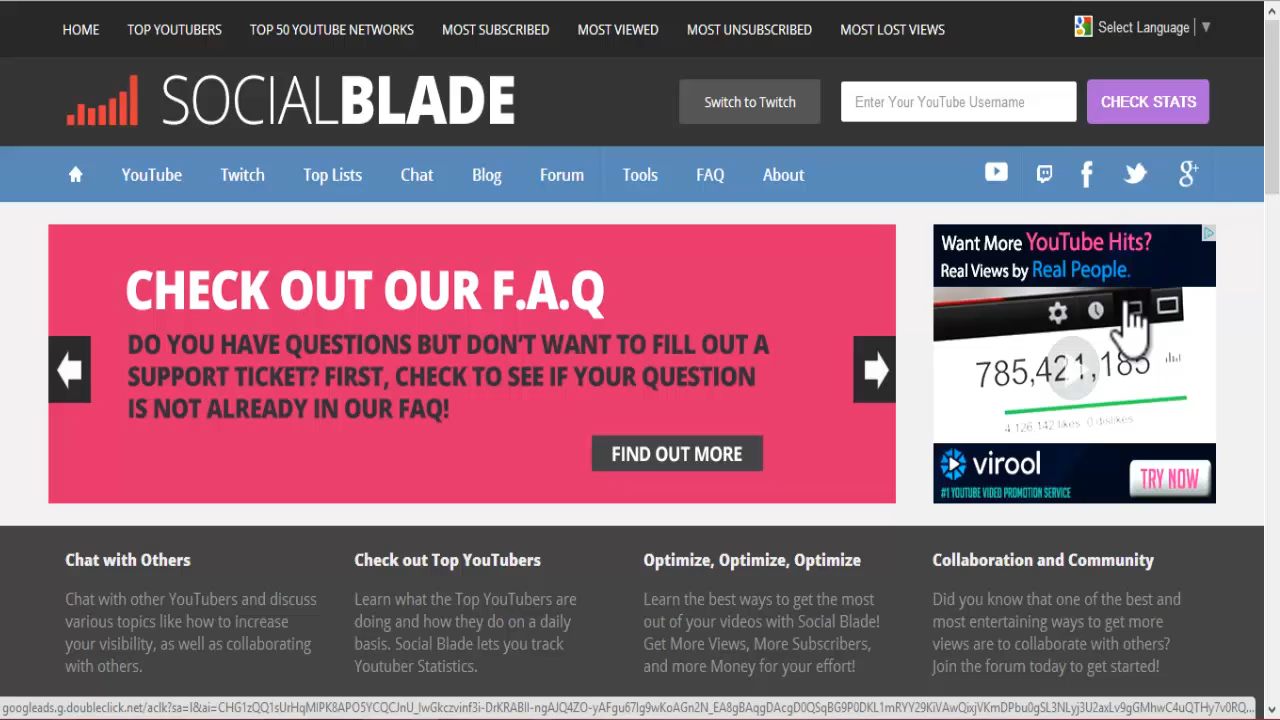 HOME TOP YOUTUBERS TOP 50 YOUTUBE NETWORKS MOST SUBSCRIBED MOST VIEWED MOST UNSUBSCRIBED MOST LOST VIEWS Select Language
SOCIALBLADE Switch to Twitch Enter Your YouTube Username CHECK STATS
YouTube Twitch Top Lists Chat Blog Forum Tools FAQ About
CHECK OUT OUR F.A.Q
DO YOU HAVE QUESTIONS BUT DON'T WANT TO FILL OUT A
SUPPORT TICKET? FIRST, CHECK TO SEE IF YOUR QUESTION
IS NOT ALREADY IN OUR FAQ!
FIND OUT MORE
Want More YouTube Hits?
Real Views by Real People.
785,421,185
4,126,142 likes 0 dislikes
virool
#1 YOUTUBE VIDEO PROMOTION SERVICE
TRY NOW
Chat with Others
Chat with other YouTubers and discuss
various topics like how to increase
your visibility, as well as collaborating
with others.
Check out Top YouTubers
Learn what the Top YouTubers are
doing and how they do on a daily
basis. Social Blade lets you track
Youtuber Statistics.
Optimize, Optimize, Optimize
Learn the best ways to get the most
out of your videos with Social Blade!
Get More Views, More Subscribers,
and more Money for your effort!
Collaboration and Community
Did you know that one of the best and
most entertaining ways to get more
views are to collaborate with others?
Join the forum today to get started!